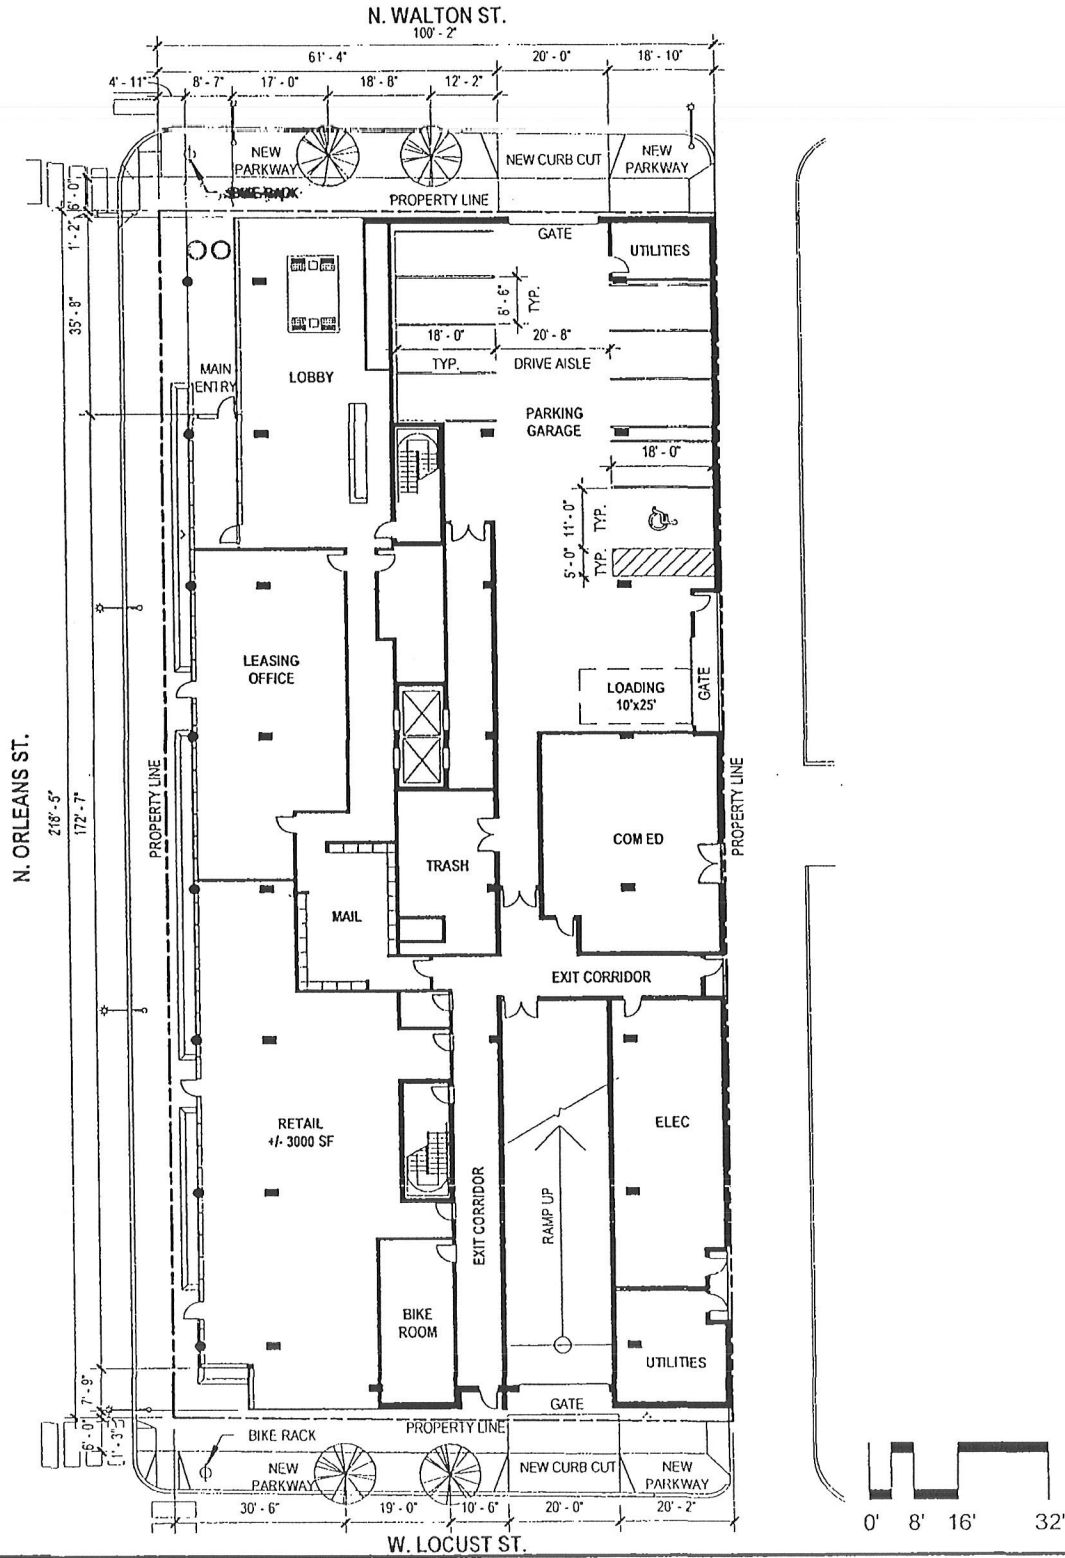 N. WALTON ST.
100' - 2"
61' - 4"
20' - 0"
18' - 10"
4' - 11"
8' - 7"
17' - 0"
18' - 8"
12' - 2"
NEW
PARKWAY
NEW CURB CUT
NEW
PARKWAY
PROPERTY LINE
6' - 0"
1' - 2"
35' - 8"
GATE
UTILITIES
8' - 6"
TYP.
18' - 0"
20' - 8"
TYP.
DRIVE AISLE
MAIN
ENTRY
LOBBY
PARKING
GARAGE
18' - 0"
11' - 0"
TYP.
5' - 0"
TYP.
LEASING
OFFICE
LOADING
10'x25'
GATE
N. ORLEANS ST.
218' - 5"
172' - 7"
PROPERTY LINE
PROPERTY LINE
COM ED
TRASH
MAIL
EXIT CORRIDOR
RETAIL
+/- 3000 SF
ELEC
RAMP UP
EXIT CORRIDOR
BIKE
ROOM
UTILITIES
7' - 9"
6' - 0"
1' - 3"
GATE
PROPERTY LINE
BIKE RACK
NEW
PARKWAY
NEW CURB CUT
NEW
PARKWAY
30' - 6"
19' - 0"
10' - 6"
20' - 0"
20' - 2"
W. LOCUST ST.
0' 8' 16' 32'